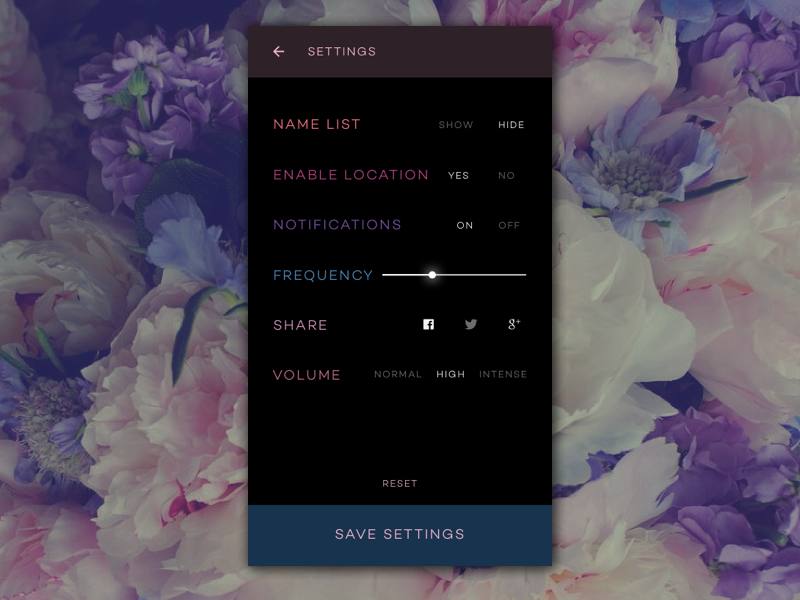 SETTINGS
NAME LIST SHOW HIDE
ENABLE LOCATION YES NO
NOTIFICATIONS ON OFF
FREQUENCY
SHARE g+
VOLUME NORMAL HIGH INTENSE
RESET
SAVE SETTINGS